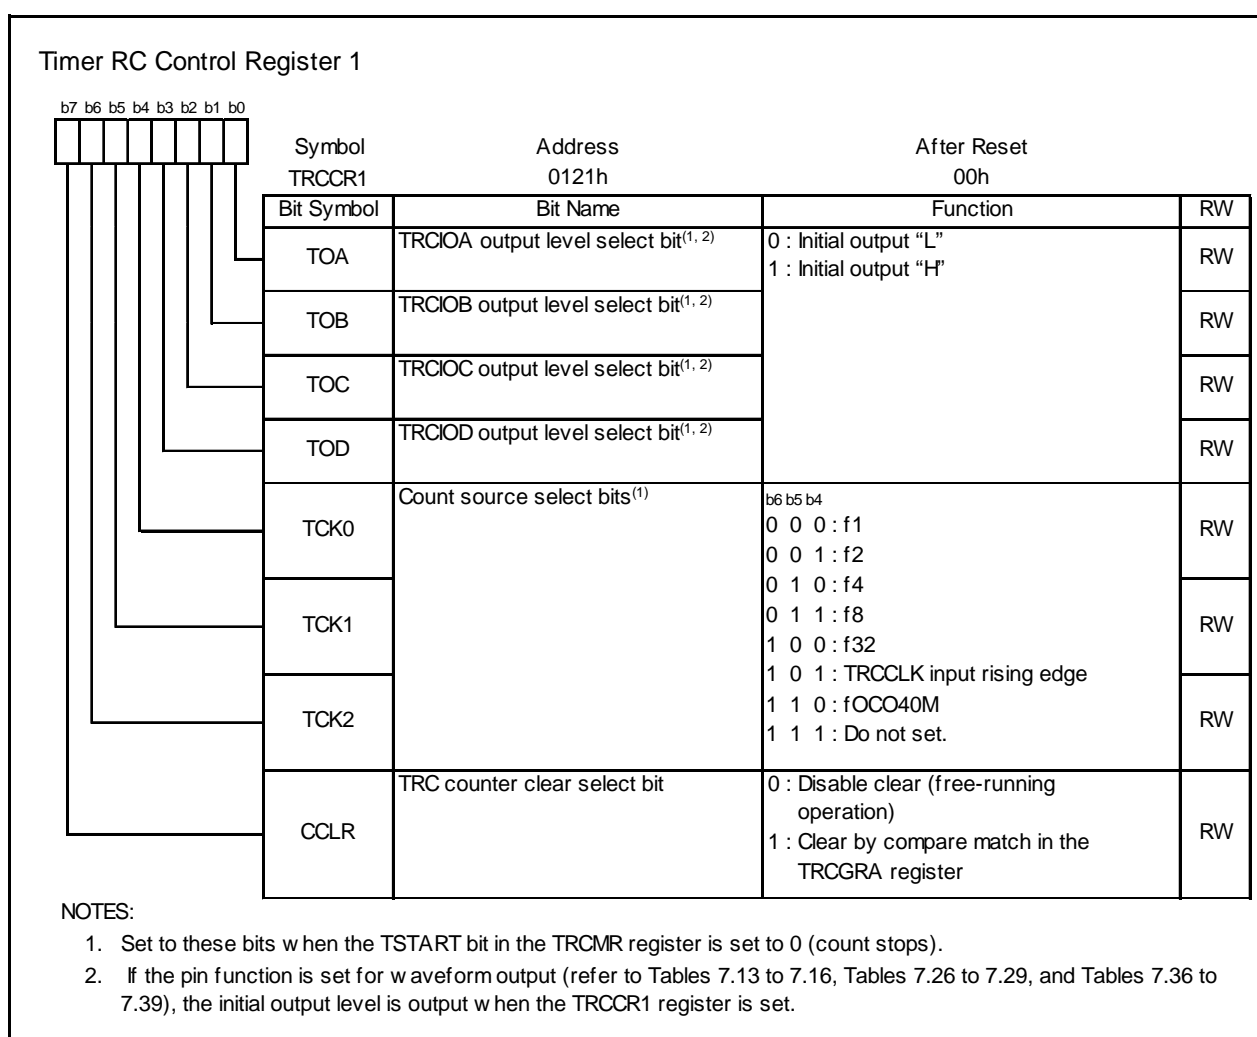 Timer RC Control Register 1
b7 b6 b5 b4 b3 b2 b1 b0
Symbol Address After Reset
TRCCR1 0121h 00h
Bit Symbol Bit Name Function RW
TOA TRCIOA output level select bit(1, 2) 0 : Initial output “L” RW
1 : Initial output “H”
TOB TRCIOB output level select bit(1, 2) RW
TOC TRCIOC output level select bit(1, 2) RW
TOD TRCIOD output level select bit(1, 2) RW
TCK0 Count source select bits(1) b6 b5 b4 RW
0 0 0 : f1
0 0 1 : f2
0 1 0 : f4
TCK1 0 1 1 : f8 RW
1 0 0 : f32
1 0 1 : TRCCLK input rising edge
TCK2 1 1 0 : fOCO40M RW
1 1 1 : Do not set.
CCLR TRC counter clear select bit 0 : Disable clear (free-running RW
operation)
1 : Clear by compare match in the
TRCGRA register
NOTES:
1. Set to these bits when the TSTART bit in the TRCMR register is set to 0 (count stops).
2. If the pin function is set for waveform output (refer to Tables 7.13 to 7.16, Tables 7.26 to 7.29, and Tables 7.36 to
7.39), the initial output level is output when the TRCCR1 register is set.